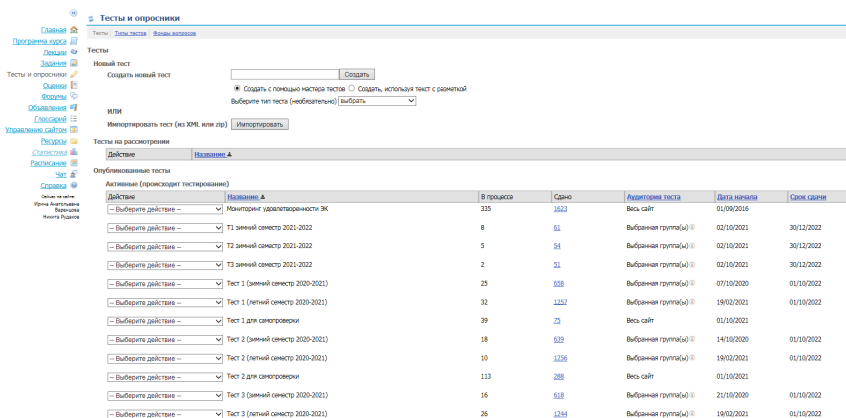 Тесты и опросники
Тесты Типы тестов Фонды вопросов
Главная
Программа курса
Лекции
Задания
Тесты и опросники
Оценки
Форумы
Объявления
Глоссарий
Управление сайтом
Ресурсы
Статистика
Расписание
Чат
Справка
Сейчас на сайте:
Ирина Анатольевна
Варенцова
Никита Рудаков
Тесты
Новый тест
Создать новый тест Создать
Создать с помощью мастера тестов Создать, используя текст с разметкой
Выберите тип теста (необязательно) выбрать
ИЛИ
Импортировать тест (из XML или zip) Импортировать
Тесты на рассмотрении
Действие Название
Опубликованные тесты
Активные (происходит тестирование)
Действие Название В процессе Сдано Аудитория теста Дата начала Срок сдачи
-- Выберите действие -- Мониторинг удовлетворенности ЭК 335 1623 Весь сайт 01/09/2016
-- Выберите действие -- Т1 зимний семестр 2021-2022 8 61 Выбранная группа(ы) 02/10/2021 30/12/2022
-- Выберите действие -- Т2 зимний семестр 2021-2022 5 54 Выбранная группа(ы) 02/10/2021 30/12/2022
-- Выберите действие -- Т3 зимний семестр 2021-2022 2 51 Выбранная группа(ы) 02/10/2021 30/12/2022
-- Выберите действие -- Тест 1 (зимний семестр 2020-2021) 25 658 Выбранная группа(ы) 07/10/2020 01/10/2022
-- Выберите действие -- Тест 1 (летний семестр 2020-2021) 32 1257 Выбранная группа(ы) 19/02/2021 01/10/2022
-- Выберите действие -- Тест 1 для самопроверки 39 75 Весь сайт 01/10/2021
-- Выберите действие -- Тест 2 (зимний семестр 2020-2021) 18 639 Выбранная группа(ы) 14/10/2020 01/10/2022
-- Выберите действие -- Тест 2 (летний семестр 2020-2021) 10 1256 Выбранная группа(ы) 19/02/2021 01/10/2022
-- Выберите действие -- Тест 2 для самопроверки 113 288 Весь сайт 01/10/2021
-- Выберите действие -- Тест 3 (зимний семестр 2020-2021) 16 618 Выбранная группа(ы) 21/10/2020 01/10/2022
-- Выберите действие -- Тест 3 (летний семестр 2020-2021) 26 1244 Выбранная группа(ы) 19/02/2021 01/10/2022